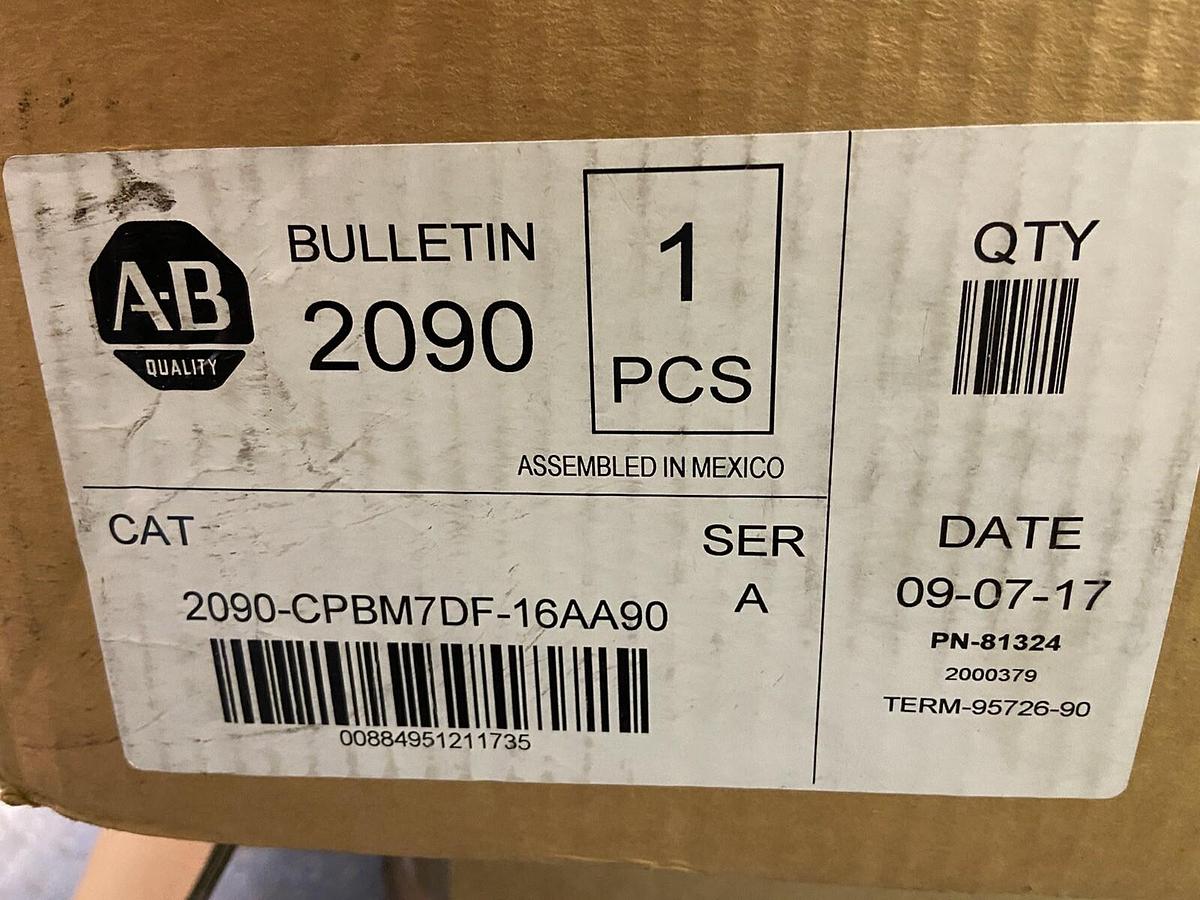 A-B
QUALITY
BULLETIN
2090
1
PCS
ASSEMBLED IN MEXICO
CAT
SER
2090-CPBM7DF-16AA90
A
00884951211735
QTY
DATE
09-07-17
PN-81324
2000379
TERM-95726-90